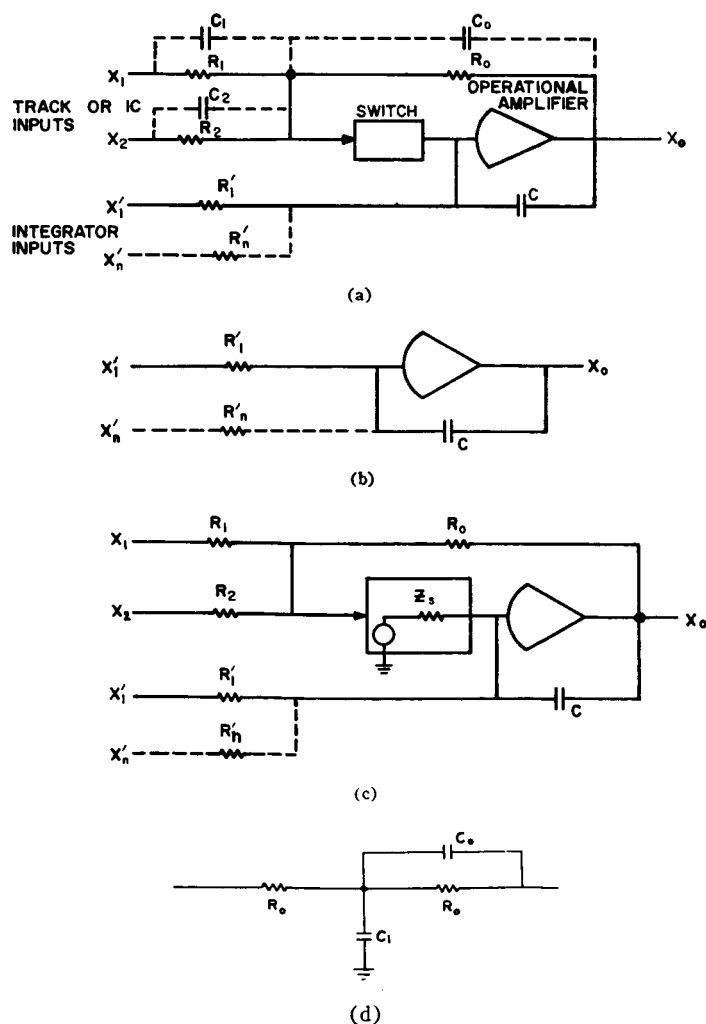 C₁ C₀
X₁ R₁ R₀
OPERATIONAL
AMPLIFIER
TRACK OR IC
INPUTS
C₂
SWITCH
X₂ R₂ X₀
X₁′ R₁′ C
INTEGRATOR
INPUTS
Xₙ′ Rₙ′
(a)
X₁′ R₁′ X₀
Xₙ′ R′ₙ C
(b)
X₁ R₁ R₀
X₂ R₂ Zₛ X₀
X₁′ R₁′ C
Xₙ′ R′h
(c)
C₀
R₀ R₀
C₁
(d)